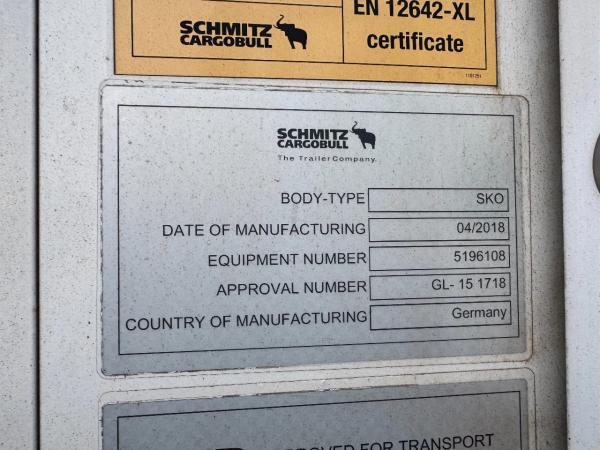 SCHMITZ
CARGOBULL
EN 12642-XL
certificate
1181251
SCHMITZ
CARGOBULL
The Trailer Company.
BODY-TYPE SKO
DATE OF MANUFACTURING 04/2018
EQUIPMENT NUMBER 5196108
APPROVAL NUMBER GL- 15 1718
COUNTRY OF MANUFACTURING Germany
FOR TRANSPORT